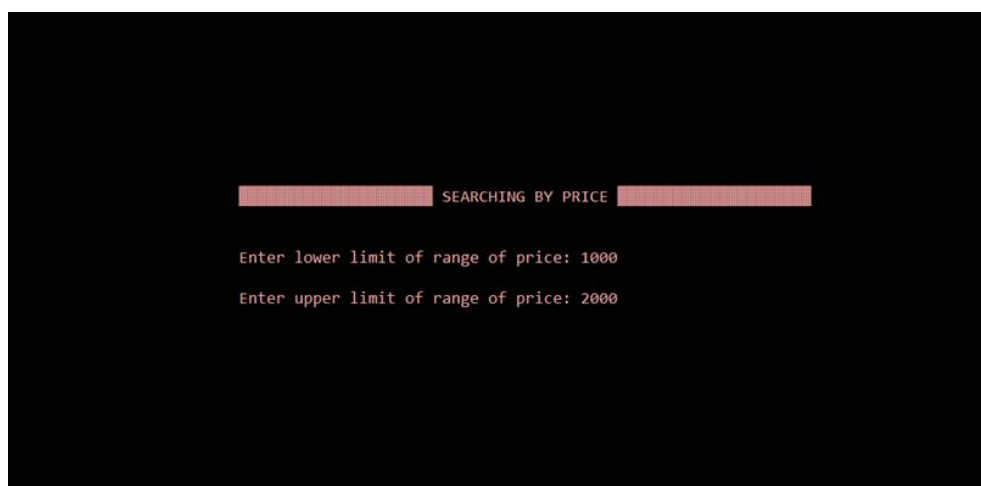 SEARCHING BY PRICE
Enter lower limit of range of price: 1000
Enter upper limit of range of price: 2000